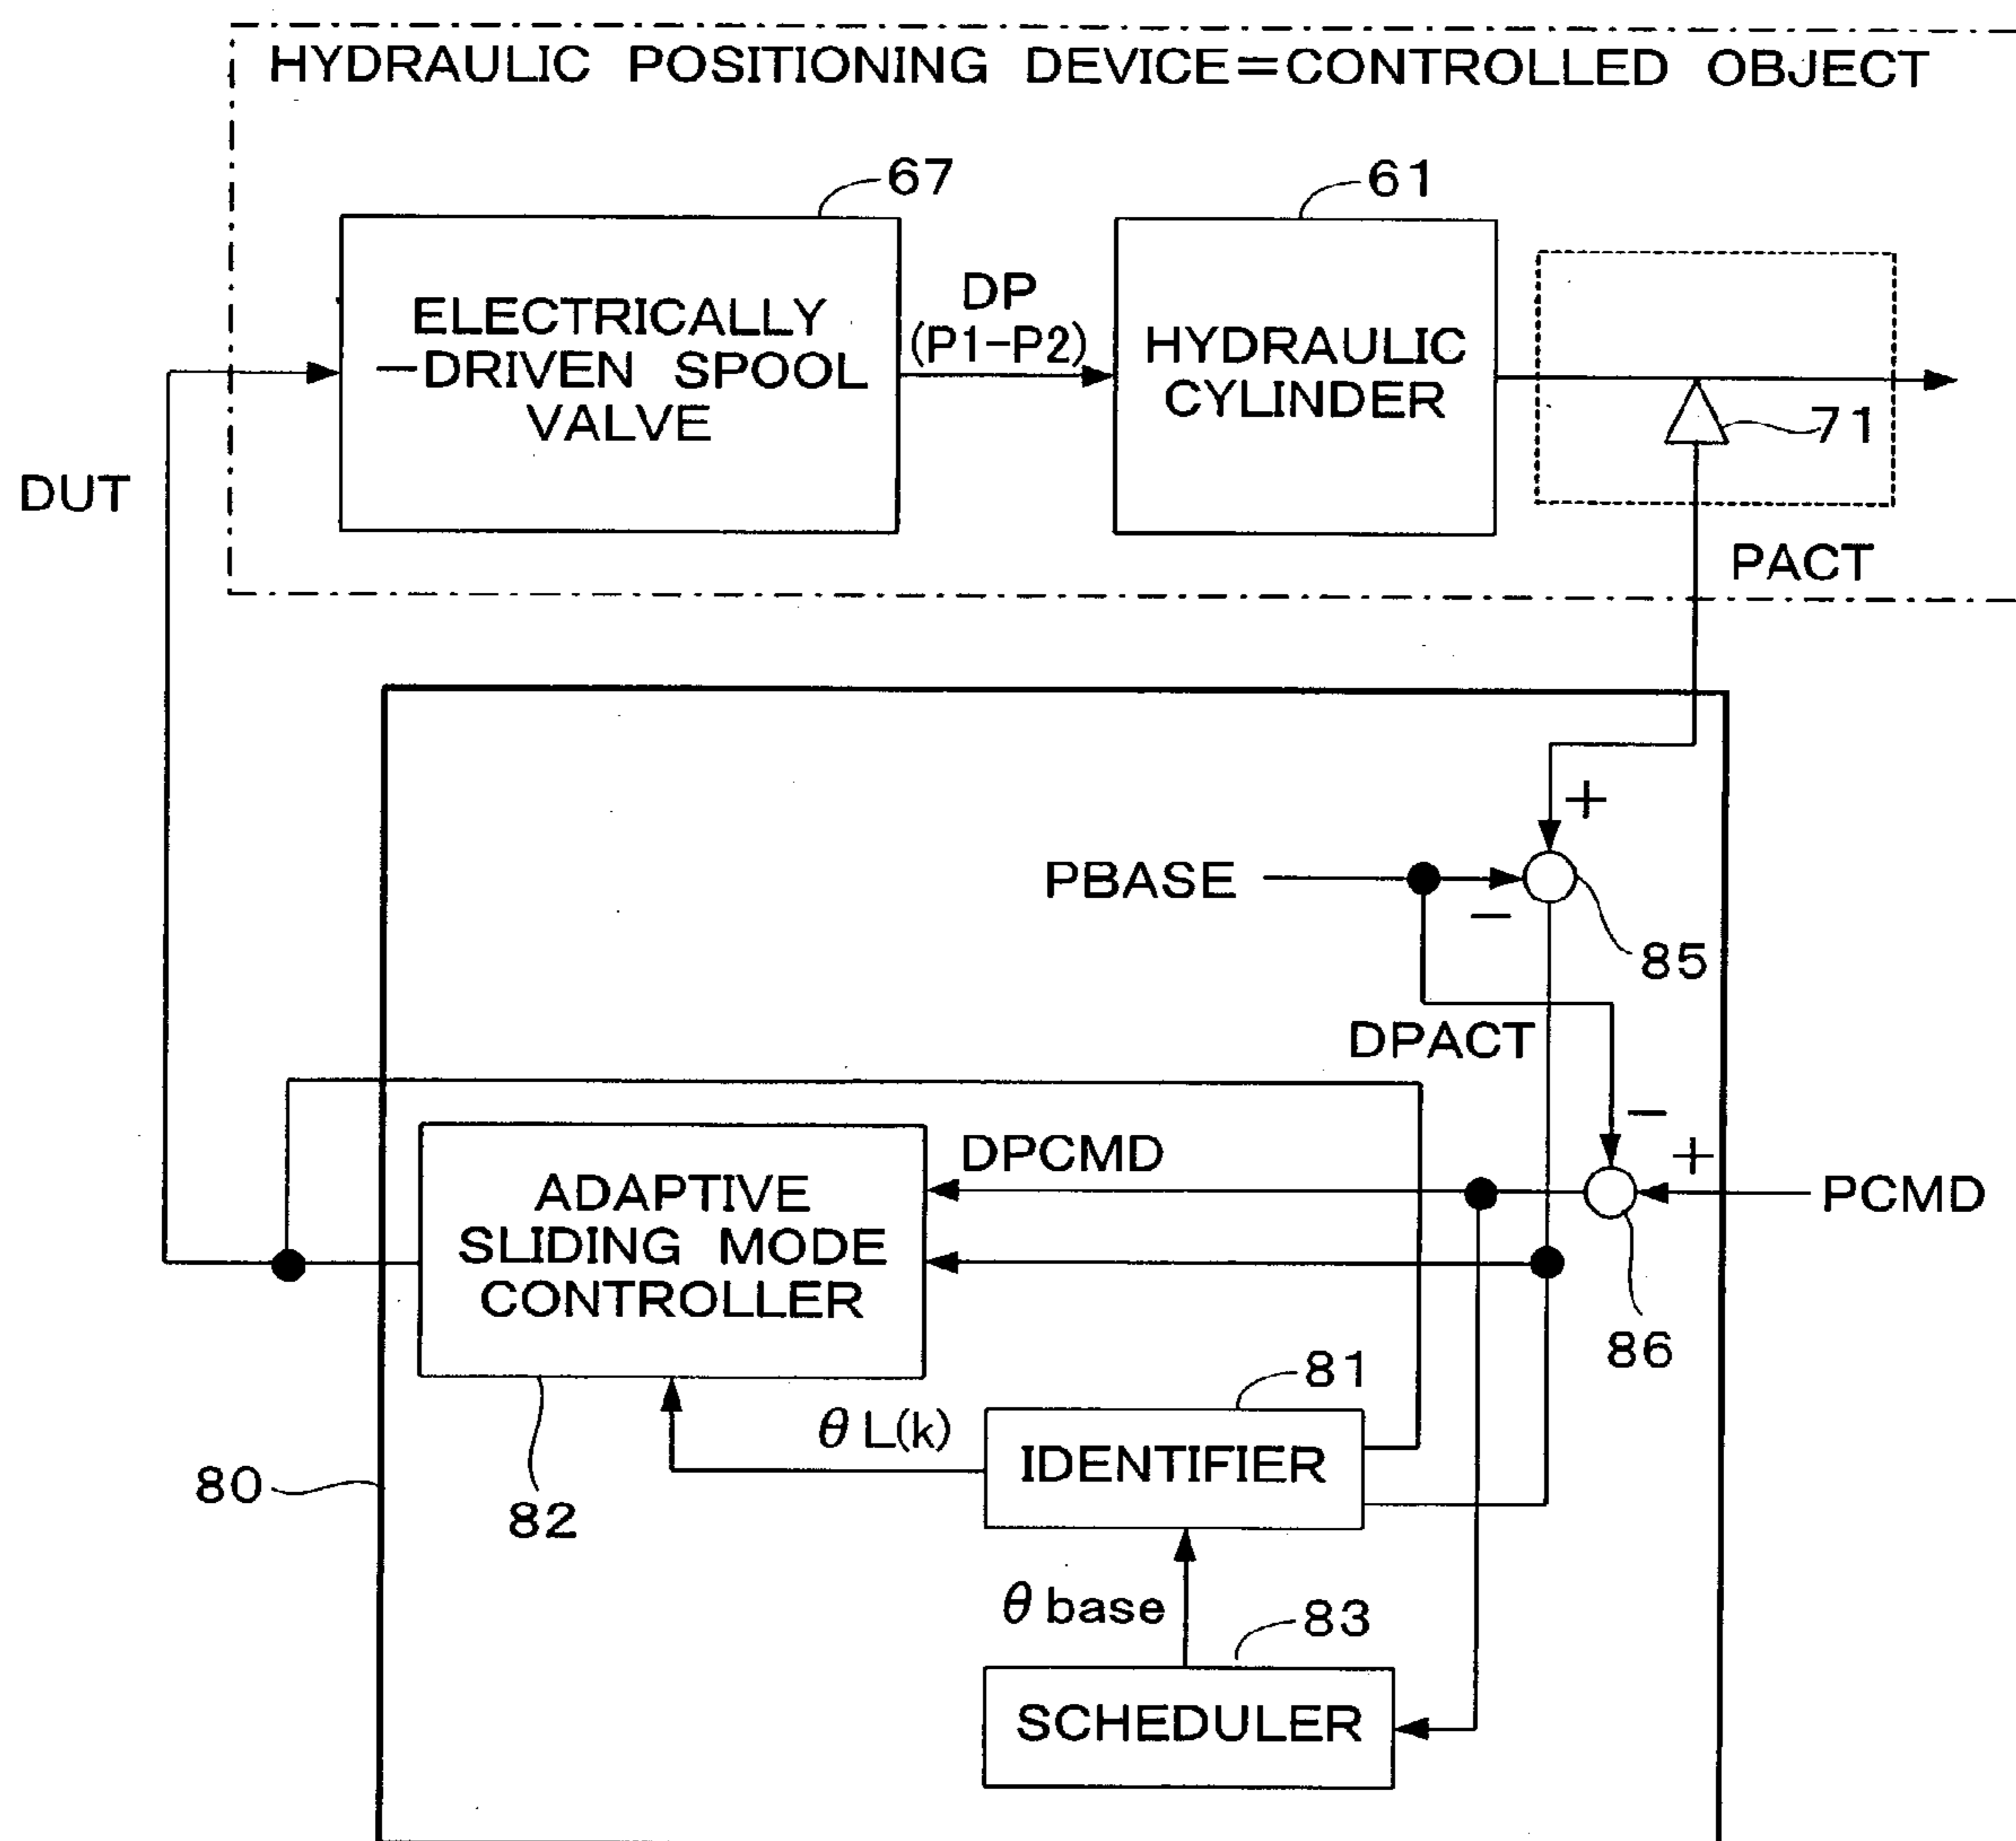 HYDRAULIC POSITIONING DEVICE=CONTROLLED OBJECT
67
61
ELECTRICALLY
-DRIVEN SPOOL
VALVE
DP
(P1-P2)
HYDRAULIC
CYLINDER
71
DUT
PACT
+
PBASE
-
85
DPACT
-
DPCMD
+
PCMD
ADAPTIVE
SLIDING MODE
CONTROLLER
86
81
θL(k)
IDENTIFIER
80
82
θbase
83
SCHEDULER